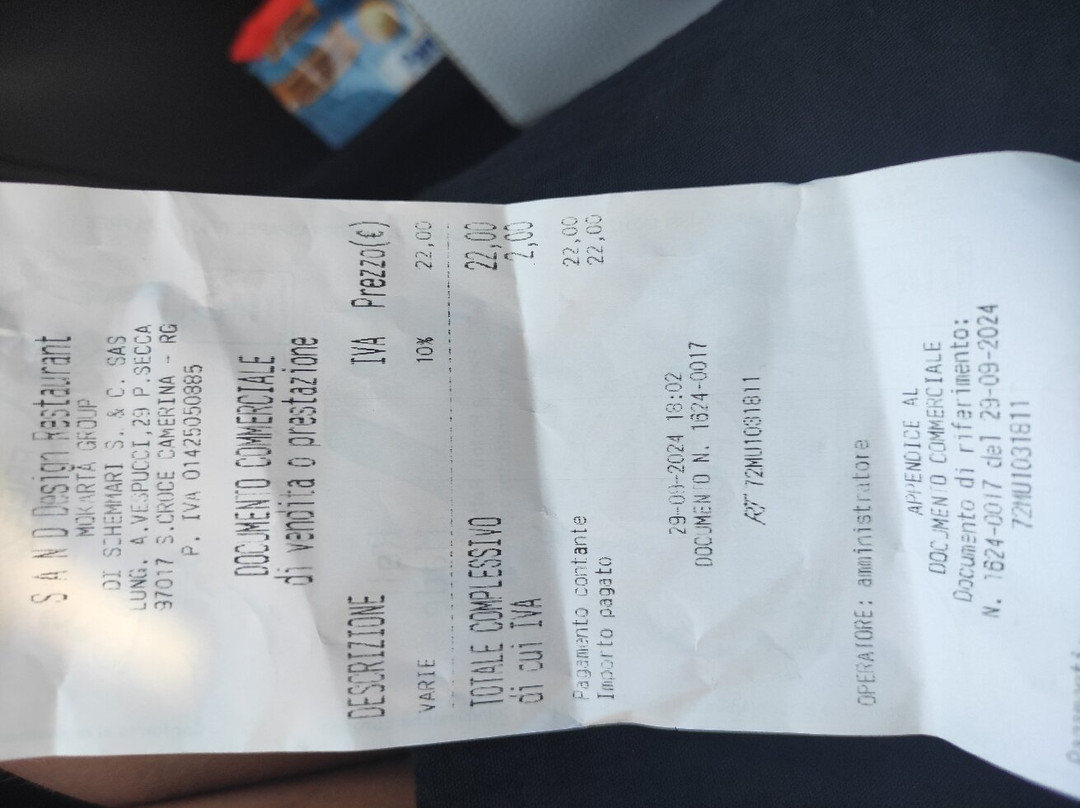 S A N D Design Restaurant
MOKARTÀ GROUP
DI SCHEMMARI S. & C. SAS
LUNG. A.VESPUCCI,29 P.SECCA
97017 S.CROCE CAMERINA - RG
P. IVA 01425050885
DOCUMENTO COMMERCIALE
di vendita o prestazione
DESCRIZIONE IVA Prezzo(€)
VARIE 10% 22,00
TOTALE COMPLESSIVO 22,00
di cui IVA 2,00
Pagamento contante 22,00
Importo pagato 22,00
29-09-2024 18:02
DOCUMENTO N. 1624-0017
RT 72MU1031811
OPERATORE: amministratore
APPENDICE AL
DOCUMENTO COMMERCIALE
Documento di riferimento:
N. 1624-0017 del 29-09-2024
72MU1031811